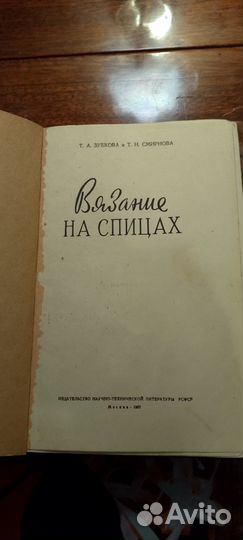 Т. А. ЗУБКОВА и Т. Н. СМИРНОВА
Вязание
НА СПИЦАХ
ИЗДАТЕЛЬСТВО НАУЧНО-ТЕХНИЧЕСКОЙ ЛИТЕРАТУРЫ РСФСР
Москва
Avito